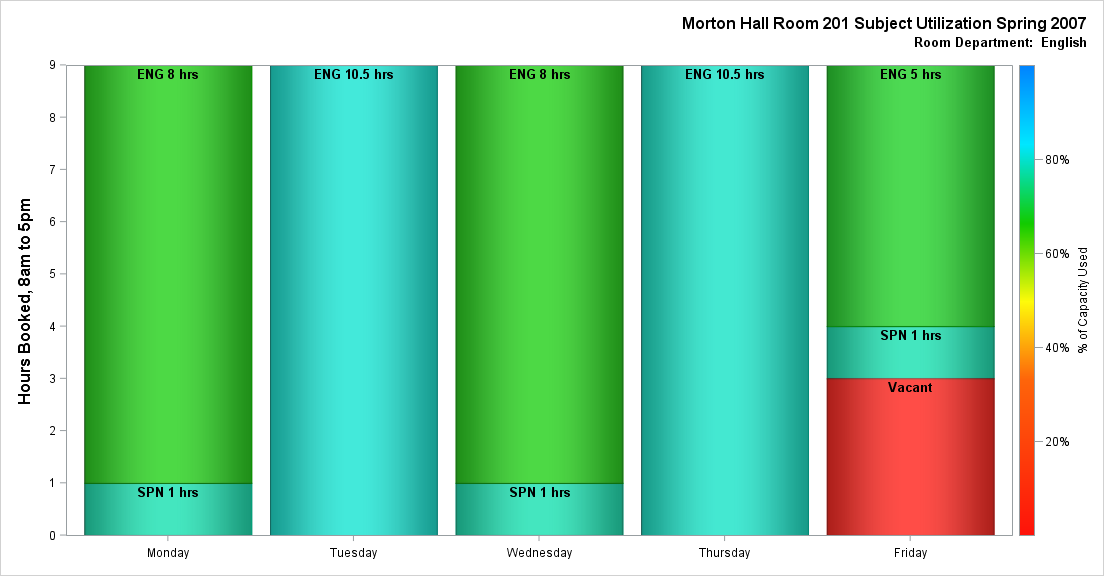 Morton Hall Room 201 Subject Utilization Spring 2007
Room Department:  English
Hours Booked, 8am to 5pm
9
8
7
6
5
4
3
2
1
0
ENG 8 hrs
SPN 1 hrs
ENG 10.5 hrs
ENG 8 hrs
SPN 1 hrs
ENG 10.5 hrs
ENG 5 hrs
SPN 1 hrs
Vacant
Monday
Tuesday
Wednesday
Thursday
Friday
80%
60%
40%
20%
% of Capacity Used